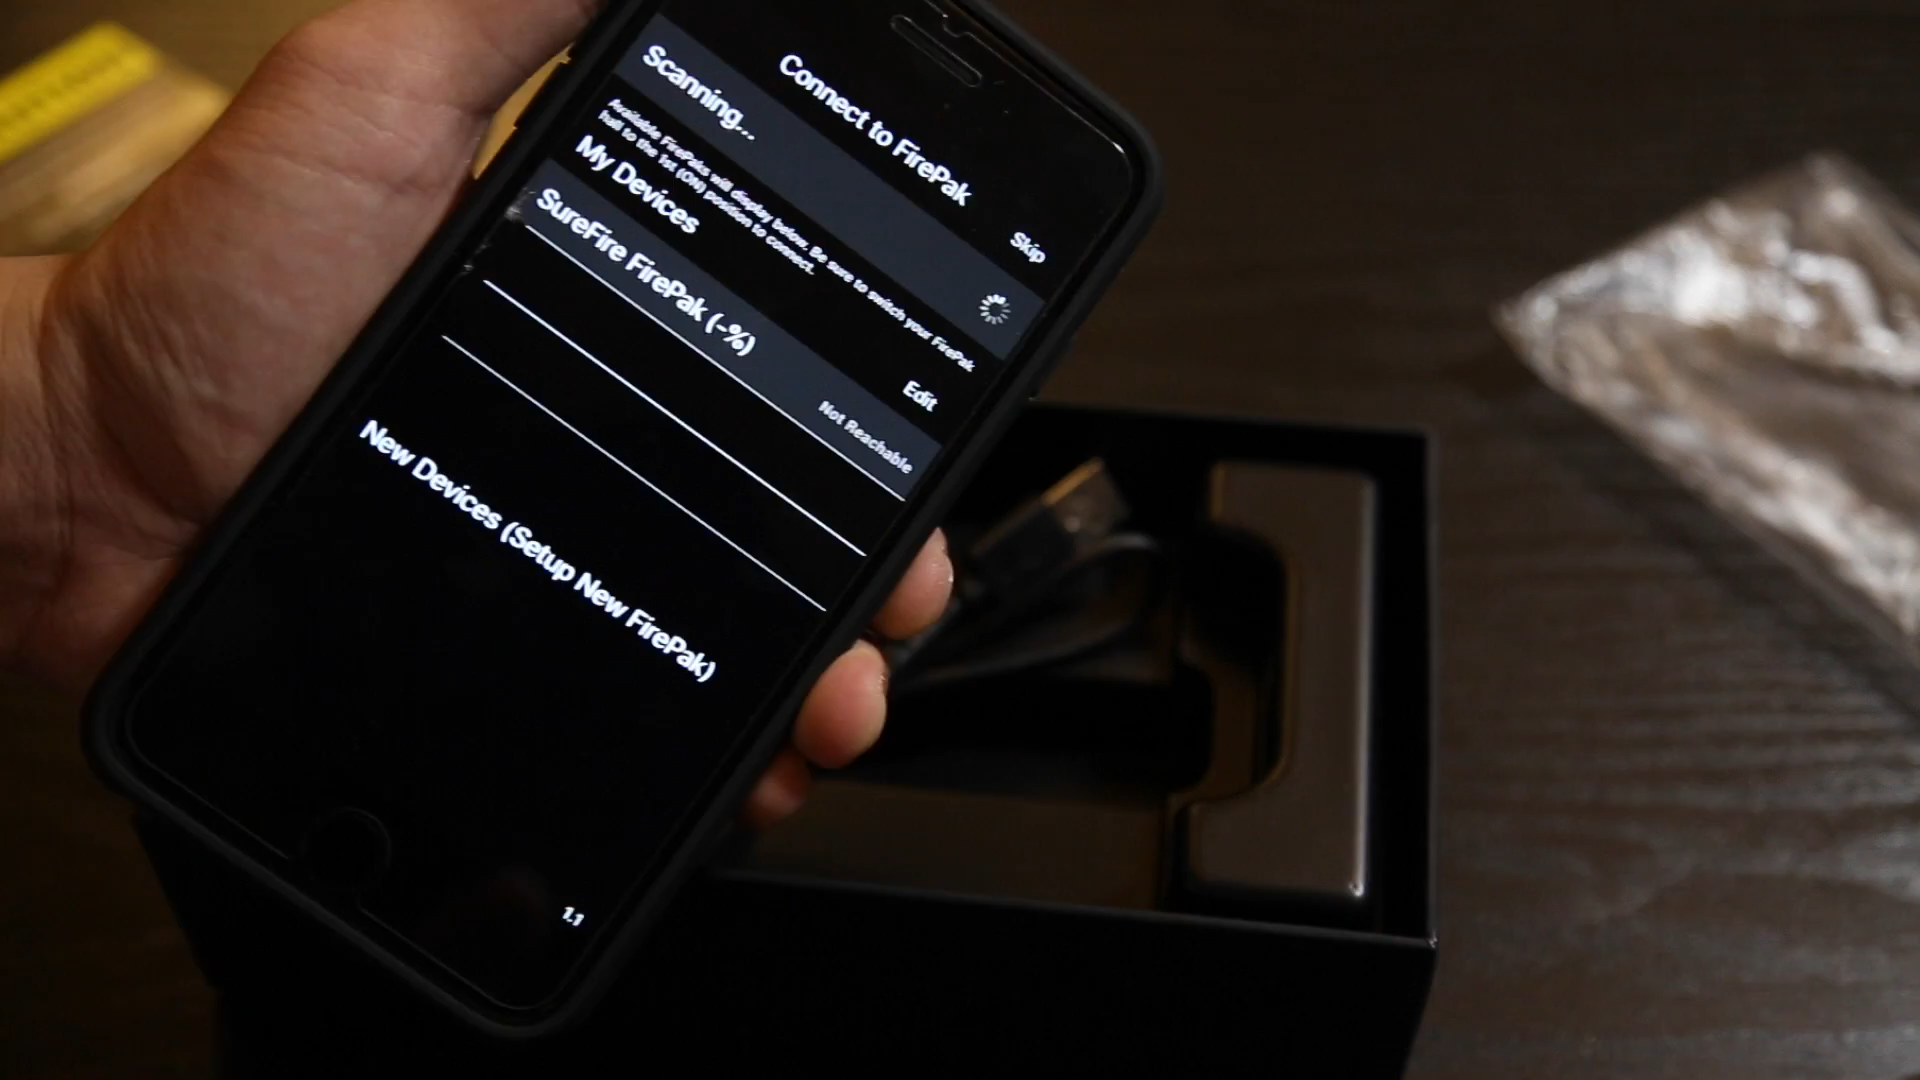 Connect to FirePak
Skip
Scanning...
Available FirePaks will display below. Be sure to switch your FirePak
hull to the 1st (ON) position to connect.
My Devices
Edit
SureFire FirePak (-%)
Not Reachable
New Devices (Setup New FirePak)
1.1